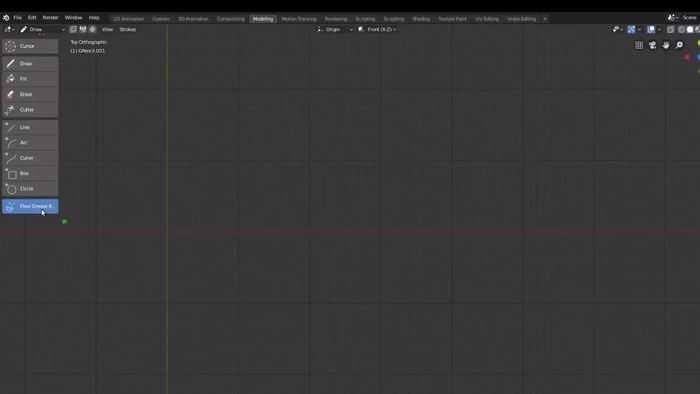 File Edit Render Window Help 2D Animation Custom 3D Animation Compositing Masking Modeling Motion Tracking Rendering Scripting Sculpting Shading Texture Paint UV Editing Video Editing + Scene
Draw View Strokes Origin Front (X-Z)
Top Orthographic
(1) GPencil.001
Cursor
Draw
Fill
Erase
Cutter
Line
Arc
Curve
Box
Circle
Flexi Grease B...